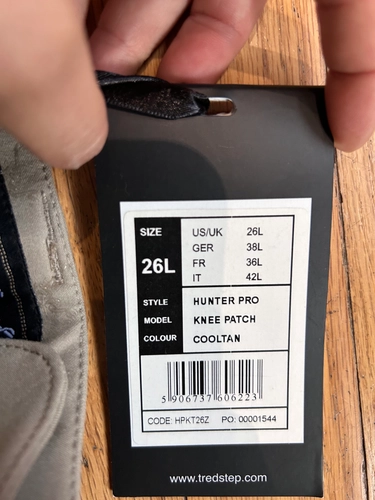 SIZE
26L
US/UK 26L
GER 38L
FR 36L
IT 42L
STYLE HUNTER PRO
MODEL KNEE PATCH
COLOUR COOLTAN
5 906737 606223
CODE: HPKT26Z PO: 00001544
www.tredstep.com